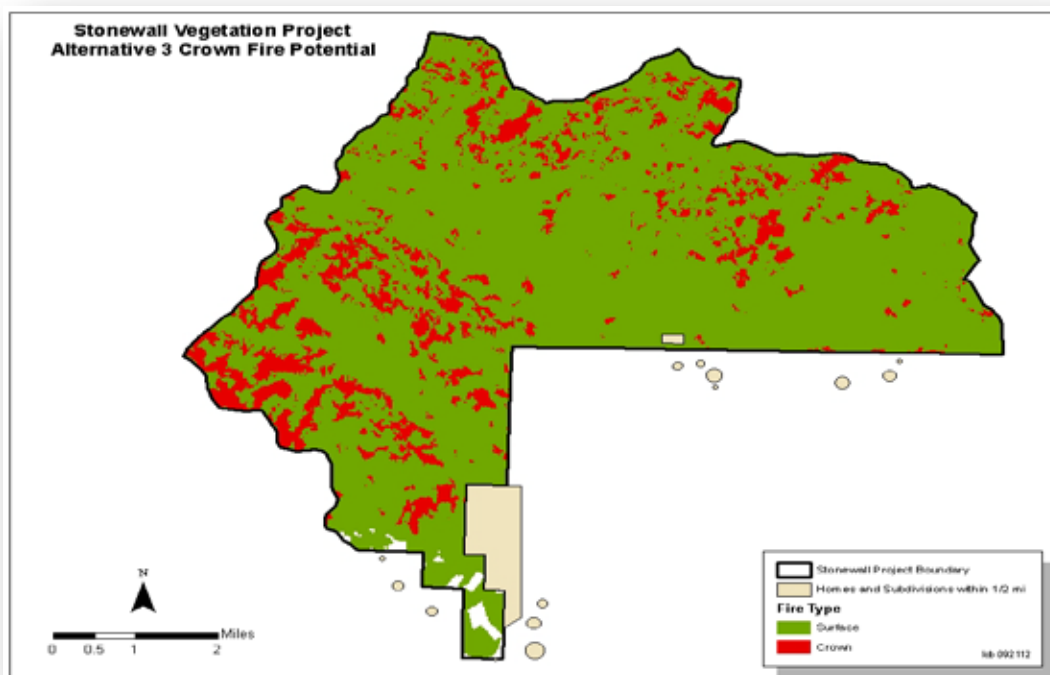 Stonewall Vegetation Project
Alternative 3 Crown Fire Potential
N
Miles
0 0.5 1 2
Stonewall Project Boundary
Homes and Subdivisions within 1/2 mi
Fire Type
Surface
Crown
092112